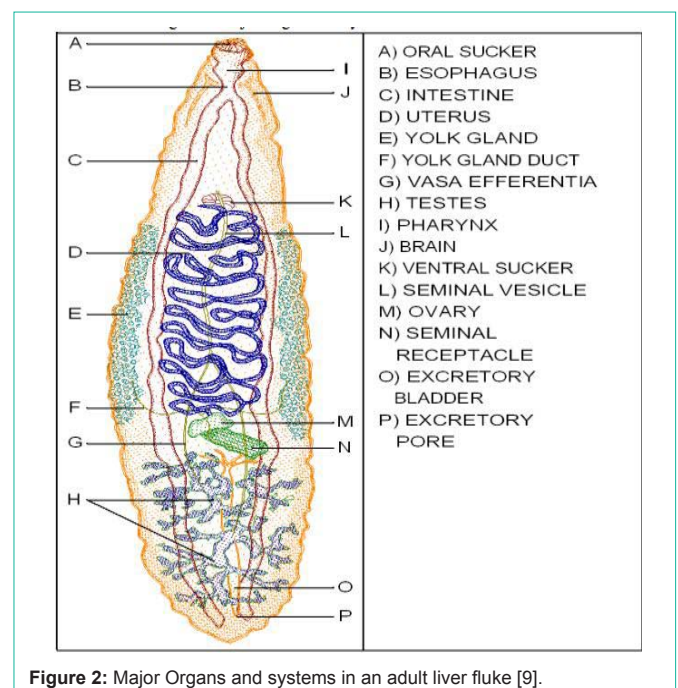 A
I
B
J
C
K
L
D
E
F
M
G
N
H
O
P
A) ORAL SUCKER
B) ESOPHAGUS
C) INTESTINE
D) UTERUS
E) YOLK GLAND
F) YOLK GLAND DUCT
G) VASA EFFERENTIA
H) TESTES
I) PHARYNX
J) BRAIN
K) VENTRAL SUCKER
L) SEMINAL VESICLE
M) OVARY
N) SEMINAL
RECEPTACLE
O) EXCRETORY
BLADDER
P) EXCRETORY
PORE
Figure 2: Major Organs and systems in an adult liver fluke [9].